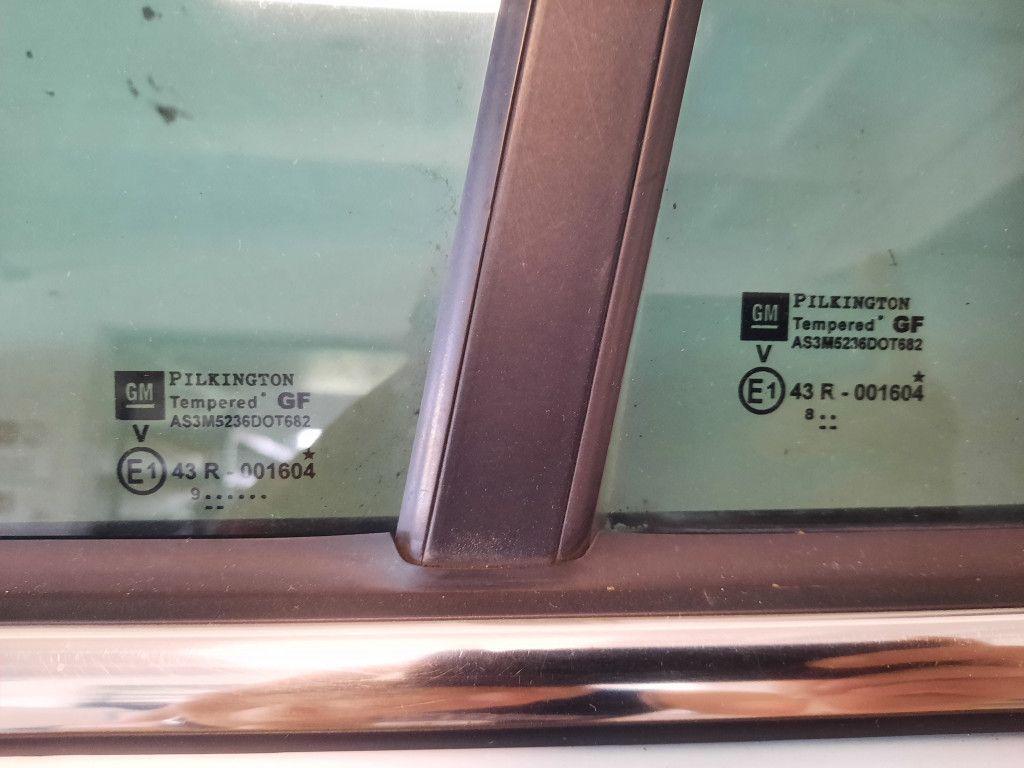 GM PILKINGTON
Tempered GF
AS3M5236DOT682
V
E1 43 R - 001604
9 ......
--
GM PILKINGTON
Tempered GF
AS3M5236DOT682
V
E1 43 R - 001604
8 ..
--